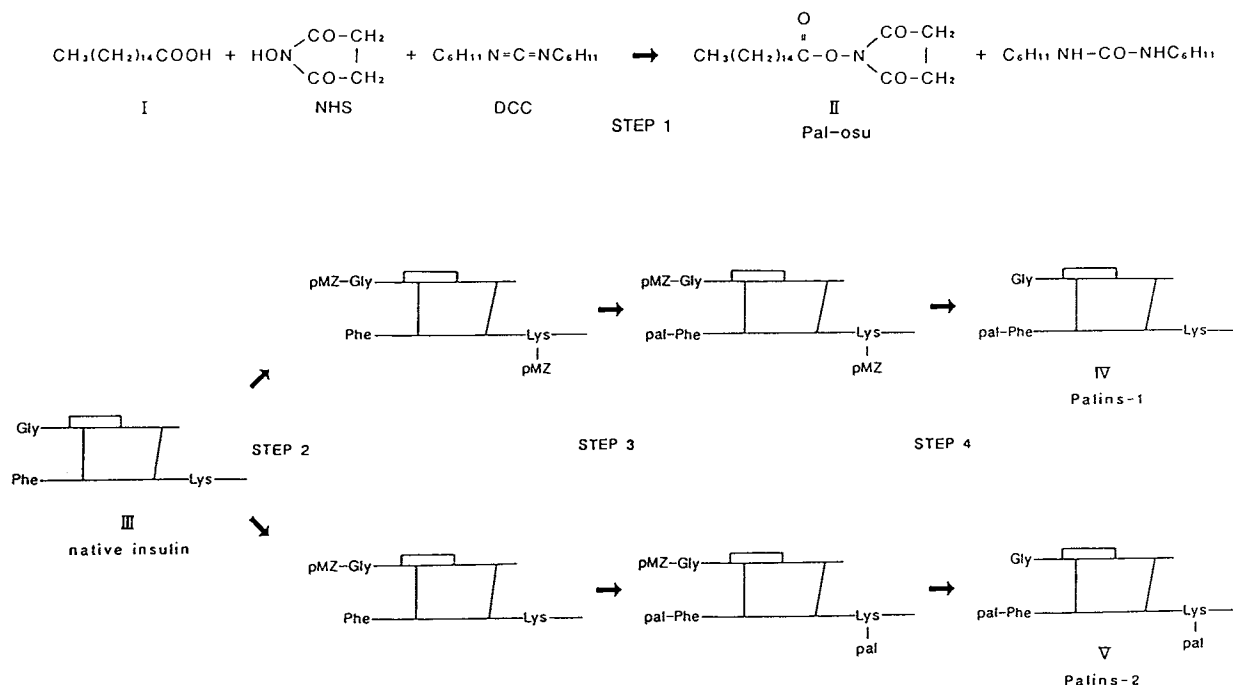 O
CH₃(CH₂)₁₄COOH + HON CO-CH₂ CO-CH₂ + C₆H₁₁ N=C=NC₆H₁₁ → CH₃(CH₂)₁₄C-O-N CO-CH₂ CO-CH₂ + C₆H₁₁ NH-CO-NHC₆H₁₁
I NHS DCC II
STEP 1 Pal-osu
pMZ-Gly pMZ-Gly Gly
Phe Lys pal-Phe Lys pal-Phe Lys
pMZ pMZ IV
Palins-1
Gly
STEP 2 STEP 3 STEP 4
Phe Lys
III
native insulin
pMZ-Gly pMZ-Gly Gly
Phe Lys pal-Phe Lys pal-Phe Lys
pal V pal
Palins-2